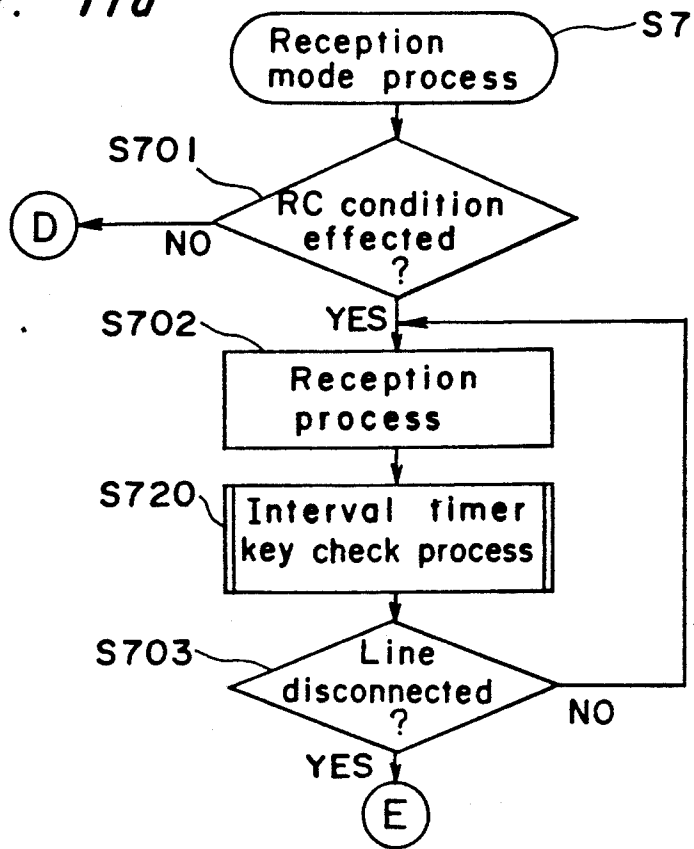 11a
S7
Reception
mode process
S701
RC condition
effected
?
D
NO
YES
S702
Reception
process
S720
Interval timer
key check process
S703
Line
disconnected
?
NO
YES
E